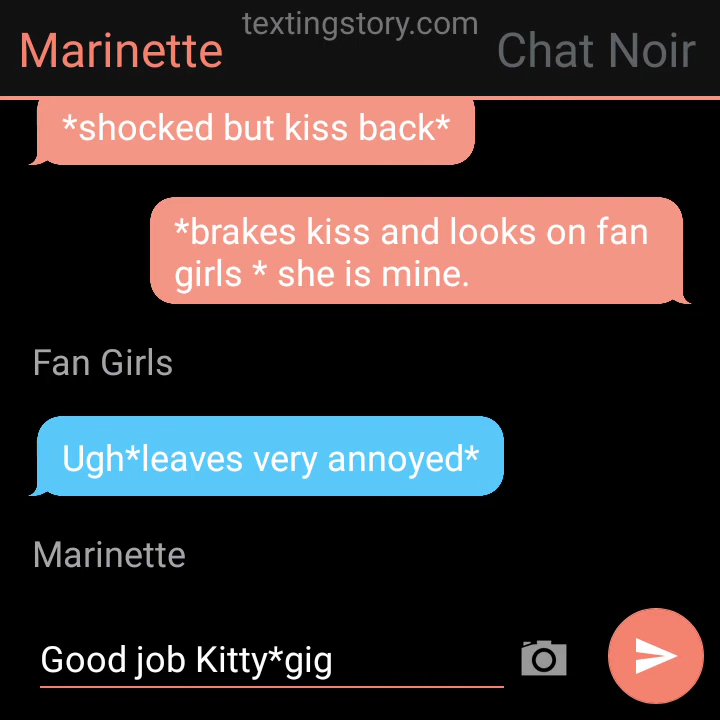 textingstory.com
Marinette
Chat Noir
*shocked but kiss back*
*brakes kiss and looks on fan
girls * she is mine.
Fan Girls
Ugh*leaves very annoyed*
Marinette
Good job Kitty*gig